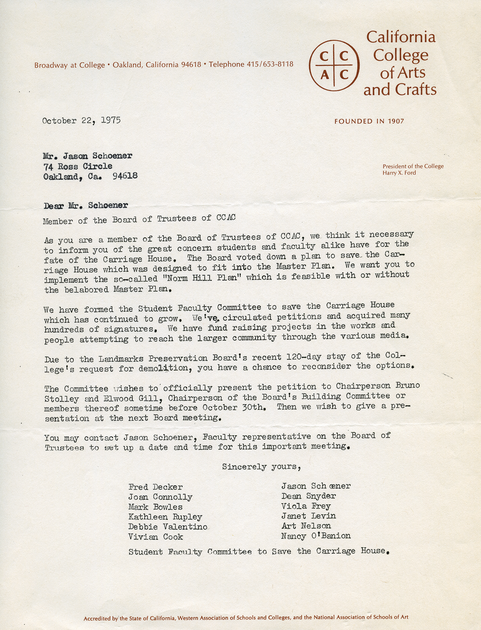 California
College
of Arts
and Crafts
C C
A C
Broadway at College • Oakland, California 94618 • Telephone 415/653-8118
October 22, 1975
FOUNDED IN 1907
Mr. Jason Schoener
74 Ross Circle
Oakland, Ca. 94618
President of the College
Harry X. Ford
Dear Mr. Schoener
Member of the Board of Trustees of CCAC
As you are a member of the Board of Trustees of CCAC, we think it necessary
to inform you of the great concern students and faculty alike have for the
fate of the Carriage House. The Board voted down a plan to save the Car-
riage House which was designed to fit into the Master Plan. We want you to
implement the so-called "Norm Hill Plan" which is feasible with or without
the belabored Master Plan.
We have formed the Student Faculty Committee to save the Carriage House
which has continued to grow. We've circulated petitions and acquired many
hundreds of signatures. We have fund raising projects in the works and
people attempting to reach the larger community through the various media.
Due to the Landmarks Preservation Board's recent 120-day stay of the Col-
lege's request for demolition, you have a chance to reconsider the options.
The Committee wishes to officially present the petition to Chairperson Bruno
Stolley and Elwood Gill, Chairperson of the Board's Building Committee or
members thereof sometime before October 30th. Then we wish to give a pre-
sentation at the next Board meeting.
You may contact Jason Schoener, Faculty representative on the Board of
Trustees to set up a date and time for this important meeting.
Sincerely yours,
Fred Decker Jason Schoener
Joan Connolly Dean Snyder
Mark Bowles Viola Frey
Kathleen Rupley Janet Levin
Debbie Valentino Art Nelson
Vivian Cook Nancy O'Banion
Student Faculty Committee to Save the Carriage House.
Accredited by the State of California, Western Association of Schools and Colleges, and the National Association of Schools of Art